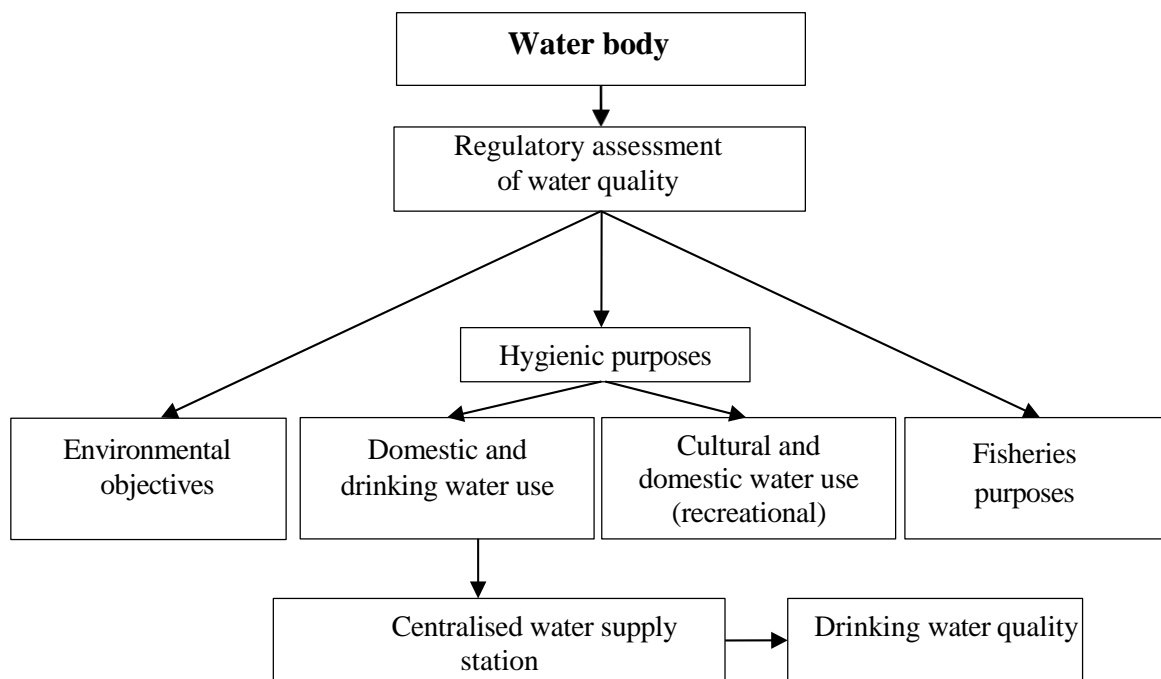 Water body
Regulatory assessment
of water quality
Hygienic purposes
Environmental
objectives
Domestic and
drinking water use
Cultural and
domestic water use
(recreational)
Fisheries
purposes
Centralised water supply
station
Drinking water quality